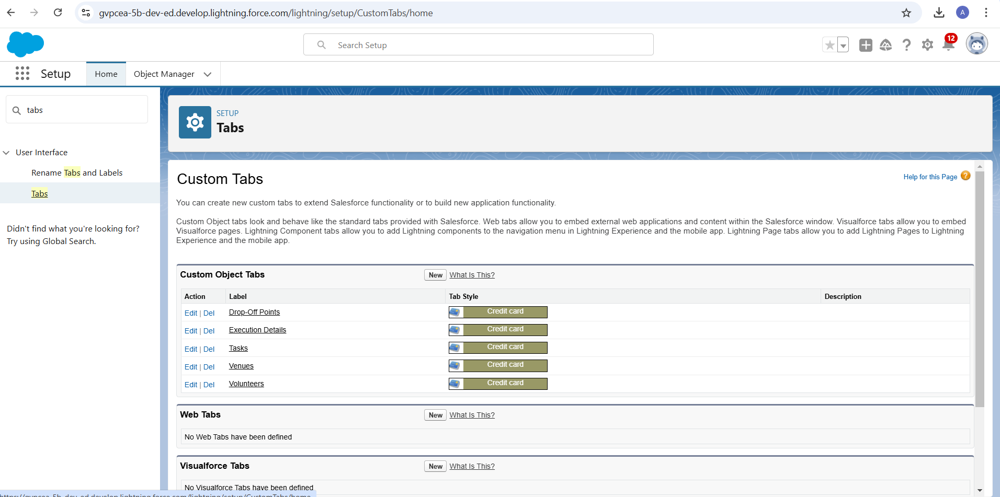 gvpcea-5b-dev-ed.develop.lightning.force.com/lightning/setup/CustomTabs/home
A
Search Setup
12
Setup
Home
Object Manager
tabs
User Interface
Rename Tabs and Labels
Tabs
Didn't find what you're looking for?
Try using Global Search.
SETUP
Tabs
Custom Tabs
Help for this Page ?
You can create new custom tabs to extend Salesforce functionality or to build new application functionality.
Custom Object tabs look and behave like the standard tabs provided with Salesforce. Web tabs allow you to embed external web applications and content within the Salesforce window. Visualforce tabs allow you to embed
Visualforce pages. Lightning Component tabs allow you to add Lightning components to the navigation menu in Lightning Experience and the mobile app. Lightning Page tabs allow you to add Lightning Pages to Lightning
Experience and the mobile app.
Custom Object Tabs New What Is This?
Action Label Tab Style Description
Edit | Del Drop-Off Points Credit card
Edit | Del Execution Details Credit card
Edit | Del Tasks Credit card
Edit | Del Venues Credit card
Edit | Del Volunteers Credit card
Web Tabs New What Is This?
No Web Tabs have been defined
Visualforce Tabs New What Is This?
No Visualforce Tabs have been defined
https://gvpcea-5b-dev-ed.develop.lightning.force.com/lightning/setup/CustomTabs/home